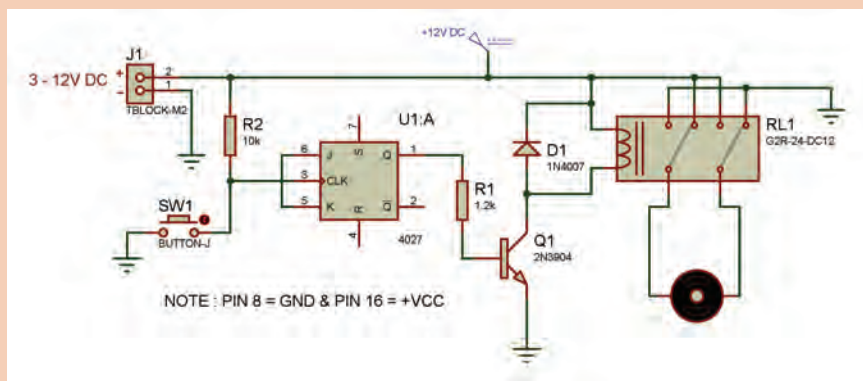 +12V DC
J1
3 - 12V DC
+
-
2
1
TBLOCK-M2
R2
10k
U1:A
7
S
6
J
Q
1
3
CLK
5
K
Q
2
R
4
4027
SW1
BUTTON-J
R1
1.2k
D1
1N4007
Q1
2N3904
RL1
G2R-24-DC12
NOTE : PIN 8 = GND & PIN 16 = +VCC